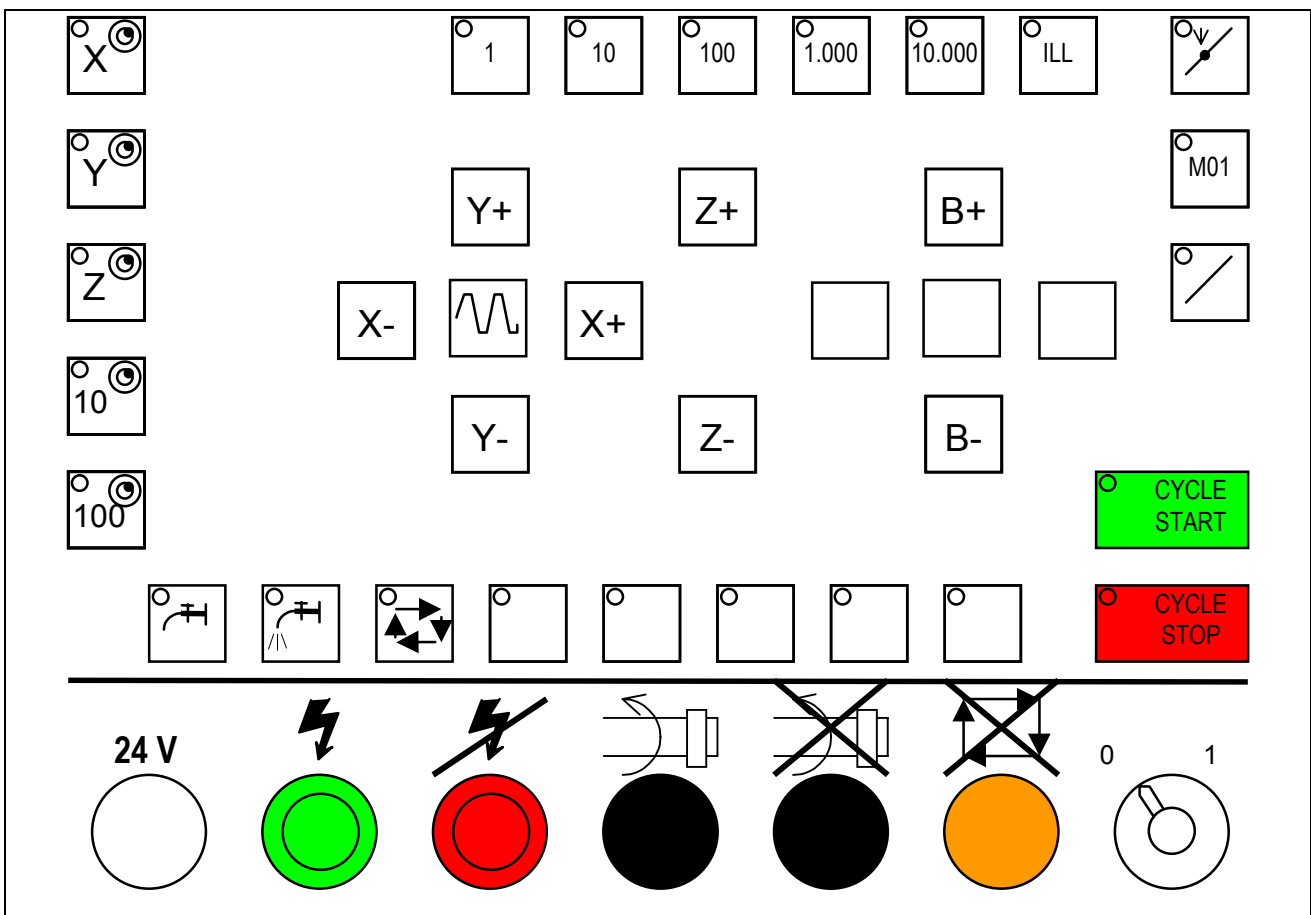 X
1
10
100
1.000
10.000
ILL
Y
M01
Y+
Z+
B+
Z
X-
X+
10
Y-
Z-
B-
100
CYCLE
START
CYCLE
STOP
24 V
0
1